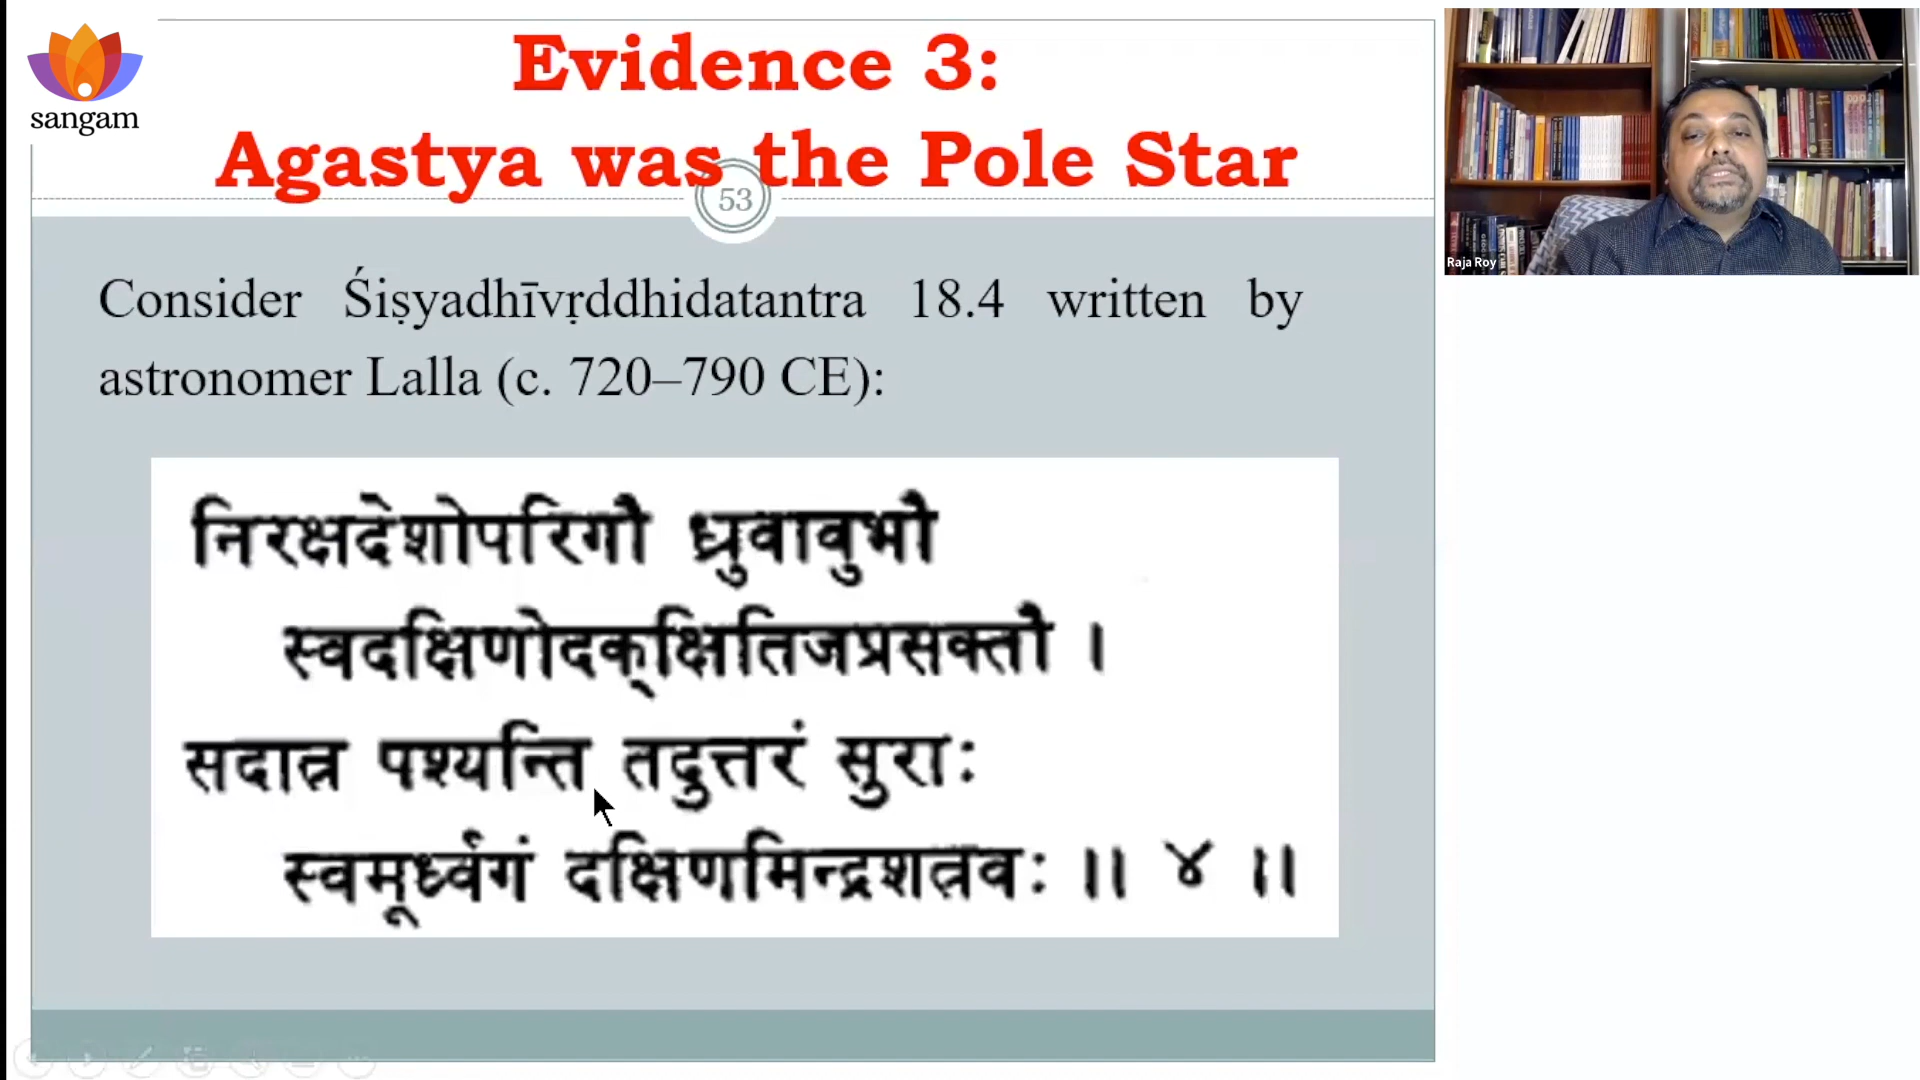 sangam
Evidence 3:
Agastya was the Pole Star
53
Consider Śiṣyadhīvṛddhidatantra 18.4 written by
astronomer Lalla (c. 720–790 CE):
निरक्षदेशोपरिगौ ध्रुवावुभौ
स्वदक्षिणोदक्‌क्षितिजप्रसक्तौ ।
सदात्र पश्यन्ति तदुत्तरं सुराः
स्वमूर्ध्वगं दक्षिणमिन्द्रशत्रवः ॥ ४ ॥
Raja Roy